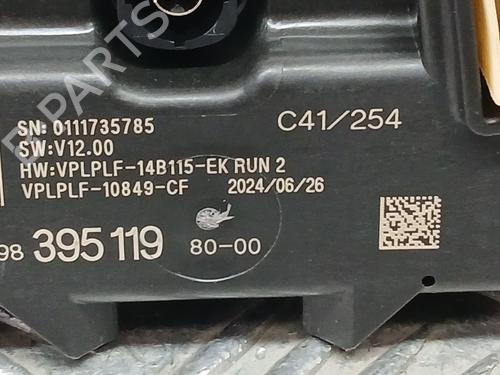 SN: 0111735785
SW:V12.00
HW:VPLPLF-14B115-EK RUN 2
VPLPLF-10849-CF 2024/06/26
C41/254
98 395 119 80-00
B-PARTS